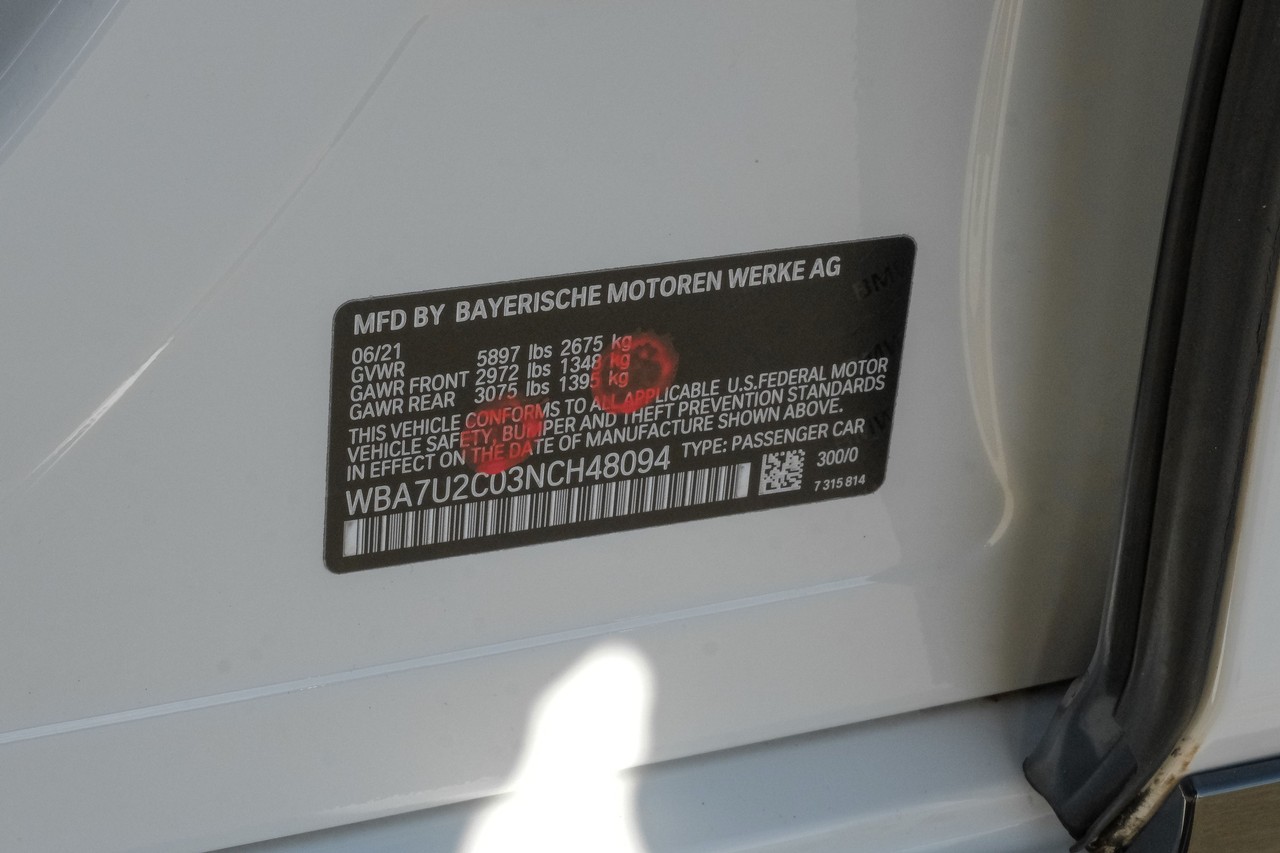 MFD BY BAYERISCHE MOTOREN WERKE AG
06/21
GVWR 5897 lbs 2675 kg
GAWR FRONT 2972 lbs 1348 kg
GAWR REAR 3075 lbs 1395 kg
THIS VEHICLE CONFORMS TO ALL APPLICABLE U.S.FEDERAL MOTOR
VEHICLE SAFETY, BUMPER AND THEFT PREVENTION STANDARDS
IN EFFECT ON THE DATE OF MANUFACTURE SHOWN ABOVE.
WBA7U2C03NCH48094 TYPE: PASSENGER CAR
300/0
7 315 814